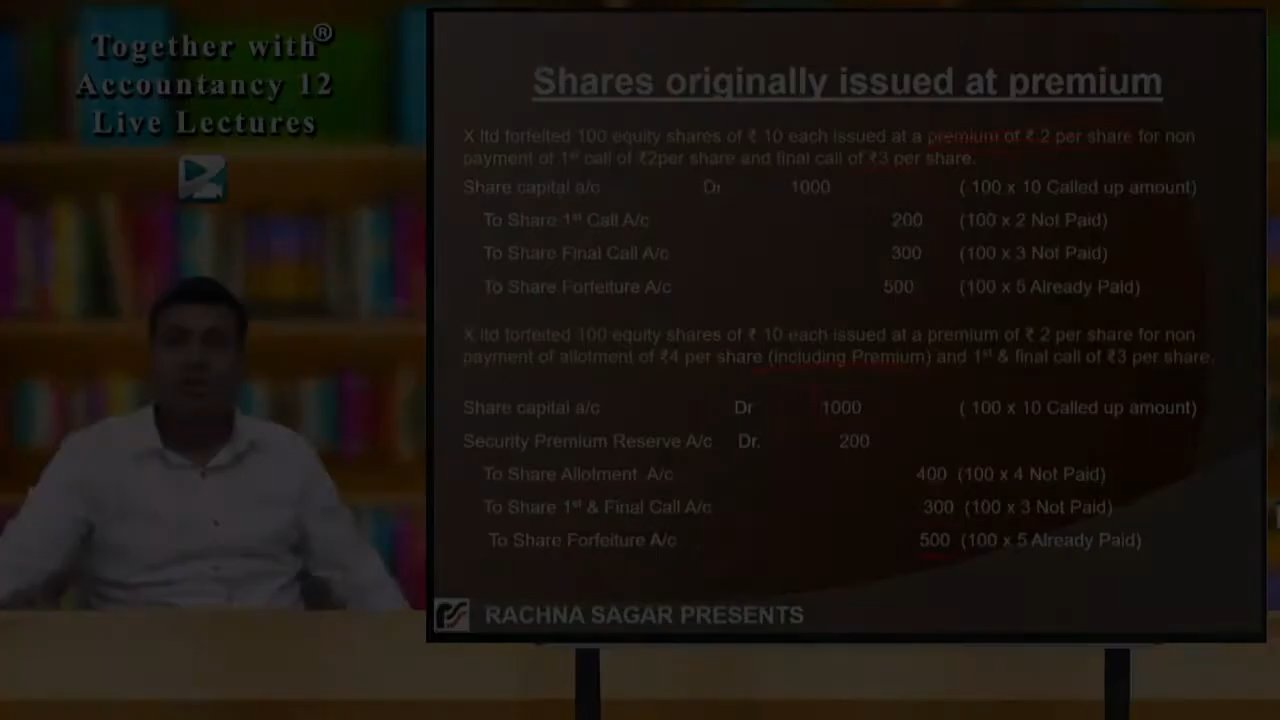 Together with®
Accountancy 12
Live Lectures
Shares originally issued at premium
X ltd forfeited 100 equity shares of ₹ 10 each issued at a premium of ₹ 2 per share for non
payment of 1st call of ₹2per share and final call of ₹3 per share.
Share capital a/c Dr 1000 ( 100 x 10 Called up amount)
To Share 1st Call A/c 200 (100 x 2 Not Paid)
To Share Final Call A/c 300 (100 x 3 Not Paid)
To Share Forfeiture A/c 500 (100 x 5 Already Paid)
X ltd forfeited 100 equity shares of ₹ 10 each issued at a premium of ₹ 2 per share for non
payment of allotment of ₹4 per share (including Premium) and 1st & final call of ₹3 per share.
Share capital a/c Dr 1000 ( 100 x 10 Called up amount)
Security Premium Reserve A/c Dr. 200
To Share Allotment A/c 400 (100 x 4 Not Paid)
To Share 1st & Final Call A/c 300 (100 x 3 Not Paid)
To Share Forfeiture A/c 500 (100 x 5 Already Paid)
RACHNA SAGAR PRESENTS